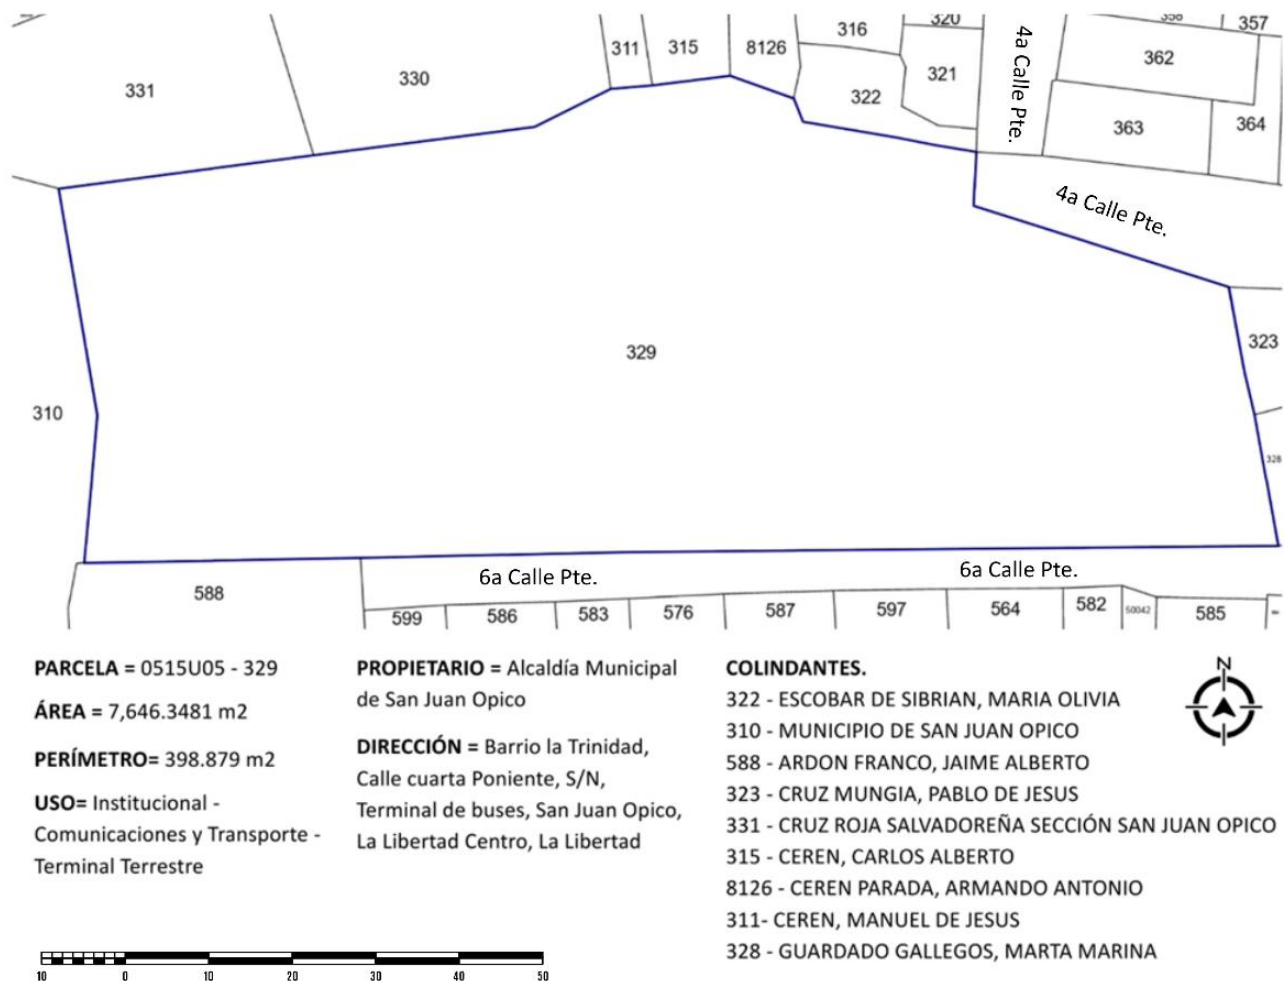 320
358
357
316
311
315
8126
4a Calle Pte.
362
330
331
321
322
363
364
4a Calle Pte.
323
329
310
328
6a Calle Pte.
6a Calle Pte.
588
599
586
583
576
587
597
564
582
50042
585
PARCELA = 0515U05 - 329
ÁREA = 7,646.3481 m2
PERÍMETRO= 398.879 m2
USO= Institucional -
Comunicaciones y Transporte -
Terminal Terrestre
PROPIETARIO = Alcaldía Municipal
de San Juan Opico
DIRECCIÓN = Barrio la Trinidad,
Calle cuarta Poniente, S/N,
Terminal de buses, San Juan Opico,
La Libertad Centro, La Libertad
COLINDANTES.
322 - ESCOBAR DE SIBRIAN, MARIA OLIVIA
310 - MUNICIPIO DE SAN JUAN OPICO
588 - ARDON FRANCO, JAIME ALBERTO
323 - CRUZ MUNGIA, PABLO DE JESUS
331 - CRUZ ROJA SALVADOREÑA SECCIÓN SAN JUAN OPICO
315 - CEREN, CARLOS ALBERTO
8126 - CEREN PARADA, ARMANDO ANTONIO
311- CEREN, MANUEL DE JESUS
328 - GUARDADO GALLEGOS, MARTA MARINA
N
10 0 10 20 30 40 50